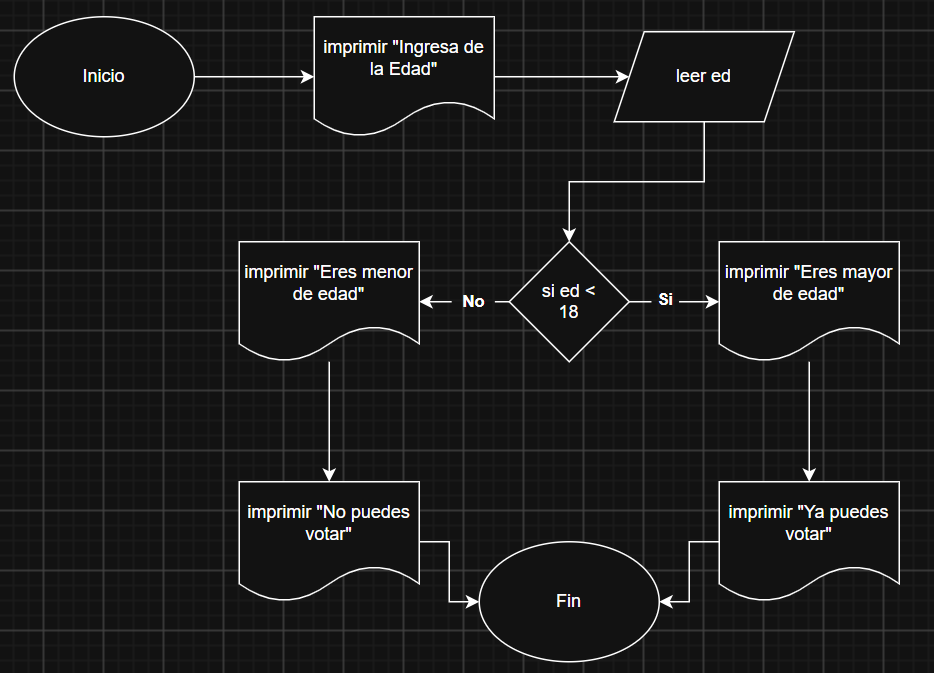 Inicio
imprimir "Ingresa de
la Edad"
leer ed
imprimir "Eres menor
de edad"
No
si ed <
18
Si
imprimir "Eres mayor
de edad"
imprimir "No puedes
votar"
imprimir "Ya puedes
votar"
Fin